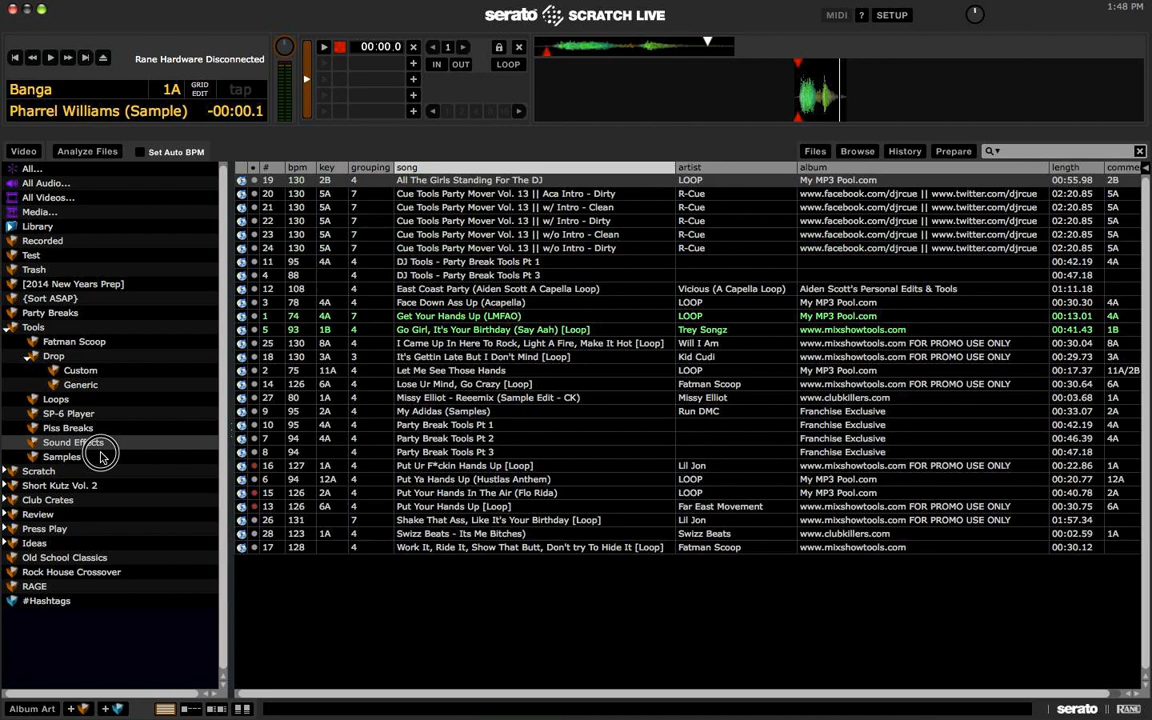 serato SCRATCH LIVE
MIDI ? SETUP
1:48 PM
Rane Hardware Disconnected
00:00.0
1
IN OUT LOOP
Banga 1A GRID EDIT tap
Pharrel Williams (Sample) -00:00.1
Video Analyze Files Set Auto BPM
Files Browse History Prepare
All...
All Audio...
All Videos...
Media...
Library
Recorded
Test
Trash
[2014 New Years Prep]
{Sort ASAP}
Party Breaks
Tools
Fatman Scoop
Drop
Custom
Generic
Loops
SP-6 Player
Piss Breaks
Sound Effects
Samples
Scratch
Short Kutz Vol. 2
Club Crates
Review
Press Play
Ideas
Old School Classics
Rock House Crossover
RAGE
#Hashtags
# bpm key grouping song artist album length comme
19 130 2B 4 All The Girls Standing For The DJ LOOP My MP3 Pool.com 00:55.98 2B
20 130 5A 7 Cue Tools Party Mover Vol. 13 || Aca Intro - Dirty R-Cue www.facebook.com/djrcue || www.twitter.com/djrcue 02:20.85 5A
21 130 5A 7 Cue Tools Party Mover Vol. 13 || w/ Intro - Clean R-Cue www.facebook.com/djrcue || www.twitter.com/djrcue 02:20.85 5A
22 130 5A 7 Cue Tools Party Mover Vol. 13 || w/ Intro - Dirty R-Cue www.facebook.com/djrcue || www.twitter.com/djrcue 02:20.85 5A
23 130 5A 4 Cue Tools Party Mover Vol. 13 || w/o Intro - Clean R-Cue www.facebook.com/djrcue || www.twitter.com/djrcue 02:20.85 5A
24 130 5A 7 Cue Tools Party Mover Vol. 13 || w/o Intro - Dirty R-Cue www.facebook.com/djrcue || www.twitter.com/djrcue 02:20.85 5A
11 95 4A 4 DJ Tools - Party Break Tools Pt 1 00:42.19 4A
4 88 4 DJ Tools - Party Break Tools Pt 3 00:47.18
12 108 4 East Coast Party (Aiden Scott A Capella Loop) Vicious (A Capella Loop) Aiden Scott's Personal Edits & Tools 01:11.18
3 78 4A 4 Face Down Ass Up (Acapella) LOOP My MP3 Pool.com 00:30.30 4A
1 74 4A 4 Get Your Hands Up (LMFAO) LOOP My MP3 Pool.com 00:13.01 4A
5 93 1B 4 Go Girl, It's Your Birthday (Say Aah) [Loop] Trey Songz www.mixshowtools.com 00:41.43 1B
25 130 8A 4 I Came Up In Here To Rock, Light A Fire, Make It Hot [Loop] Will I Am www.mixshowtools.com FOR PROMO USE ONLY 00:30.04 8A
18 130 3A 4 It's Gettin Late But I Don't Mind [Loop] Kid Cudi www.mixshowtools.com FOR PROMO USE ONLY 00:29.73 3A
2 75 11A 4 Let Me See Those Hands LOOP My MP3 Pool.com 00:17.37 11A/2B
14 126 6A 4 Lose Ur Mind, Go Crazy [Loop] Fatman Scoop www.mixshowtools.com FOR PROMO USE ONLY 00:30.64 6A
27 80 1A 4 Missy Elliot - Reeemix (Sample Edit - CK) Missy Elliot www.clubkillers.com 00:03.68 1A
9 95 2A 4 My Adidas (Samples) Run DMC Franchise Exclusive 00:33.07 2A
10 95 4A 4 Party Break Tools Pt 1 Franchise Exclusive 00:42.19 4A
7 94 4A 4 Party Break Tools Pt 2 Franchise Exclusive 00:46.39 4A
8 94 4 Party Break Tools Pt 3 Franchise Exclusive 00:47.18
16 127 1A 4 Put Ur F*ckin Hands Up [Loop] Lil Jon www.mixshowtools.com FOR PROMO USE ONLY 00:22.86 1A
6 94 12A 4 Put Ya Hands Up (Hustlas Anthem) LOOP My MP3 Pool.com 00:20.77 12A
15 126 2A 4 Put Your Hands In The Air (Flo Rida) LOOP My MP3 Pool.com 00:40.78 2A
13 126 6A 4 Put Your Hands Up [Loop] Far East Movement www.mixshowtools.com FOR PROMO USE ONLY 00:30.75 6A
26 131 7 Shake That Ass, Like It's Your Birthday [Loop] Lil Jon www.mixshowtools.com FOR PROMO USE ONLY 01:57.34
28 123 1A 4 Swizz Beats - Its Me Bitches) Swizz Beats www.clubkillers.com 00:02.59 1A
17 128 4 Work It, Ride It, Show That Butt, Don't try To Hide It [Loop] Fatman Scoop www.mixshowtools.com 00:30.12
Album Art
serato RANE